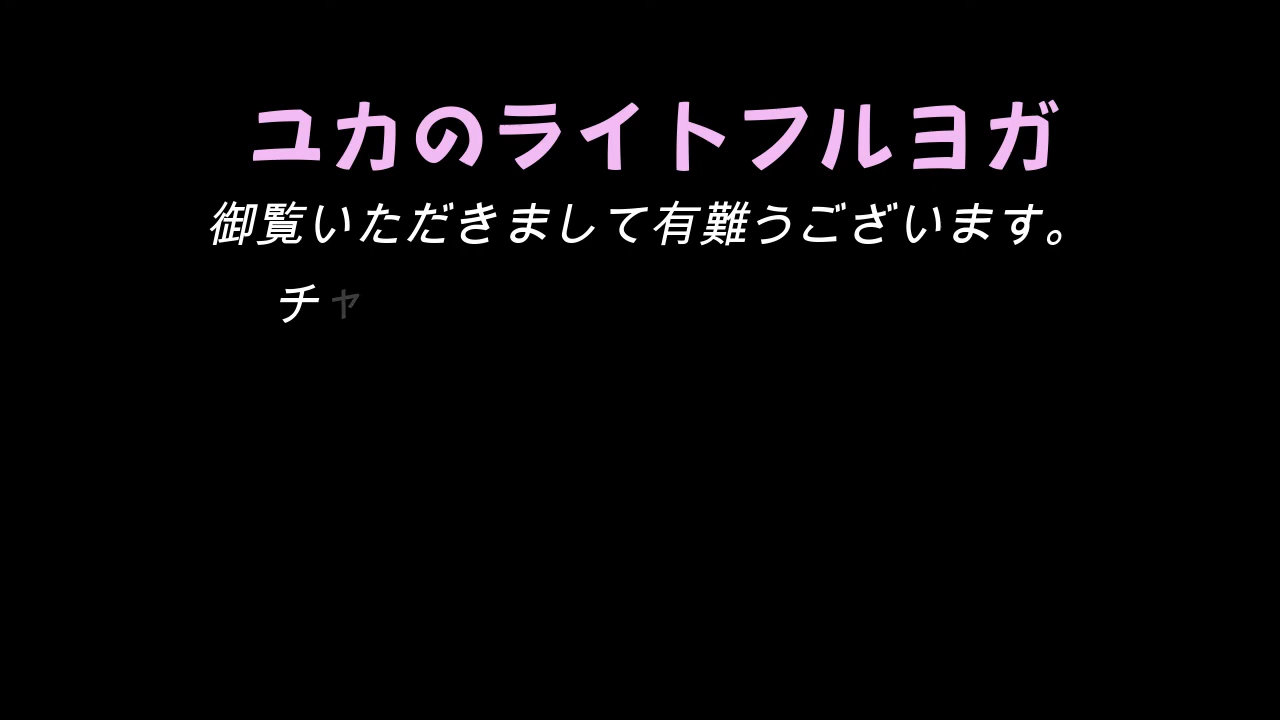 ユカのライトフルヨガ
御覧いただきまして有難うございます。
チャ